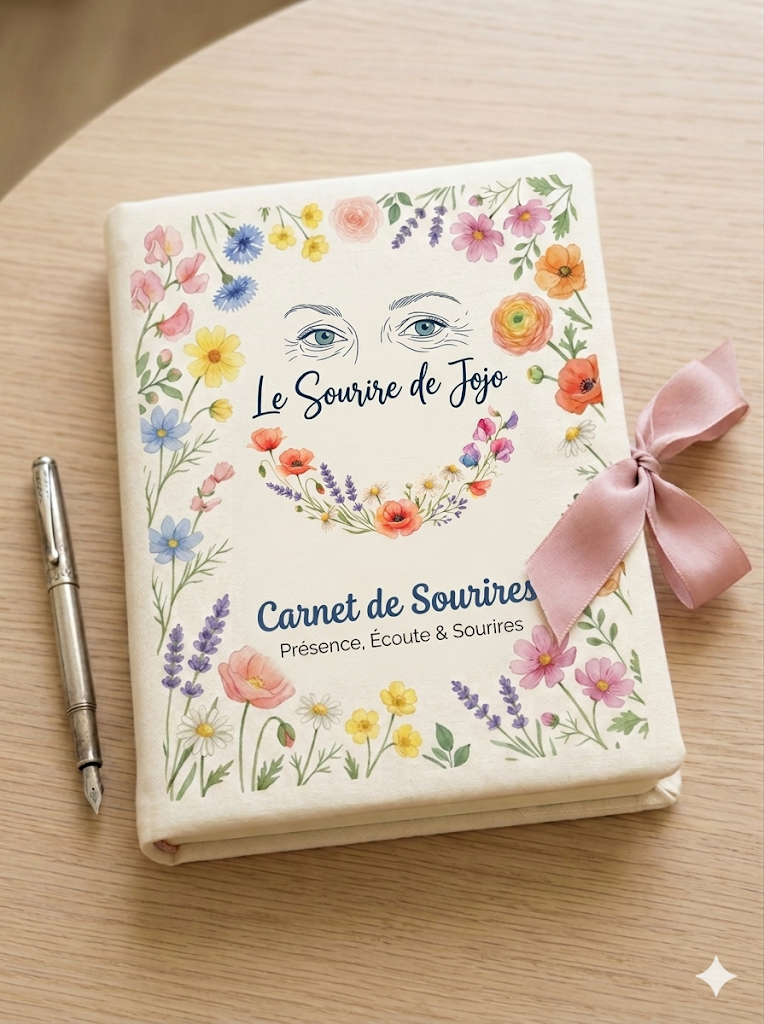 Le Sourire de Jojo
Carnet de Sourires
Présence, Écoute & Sourires